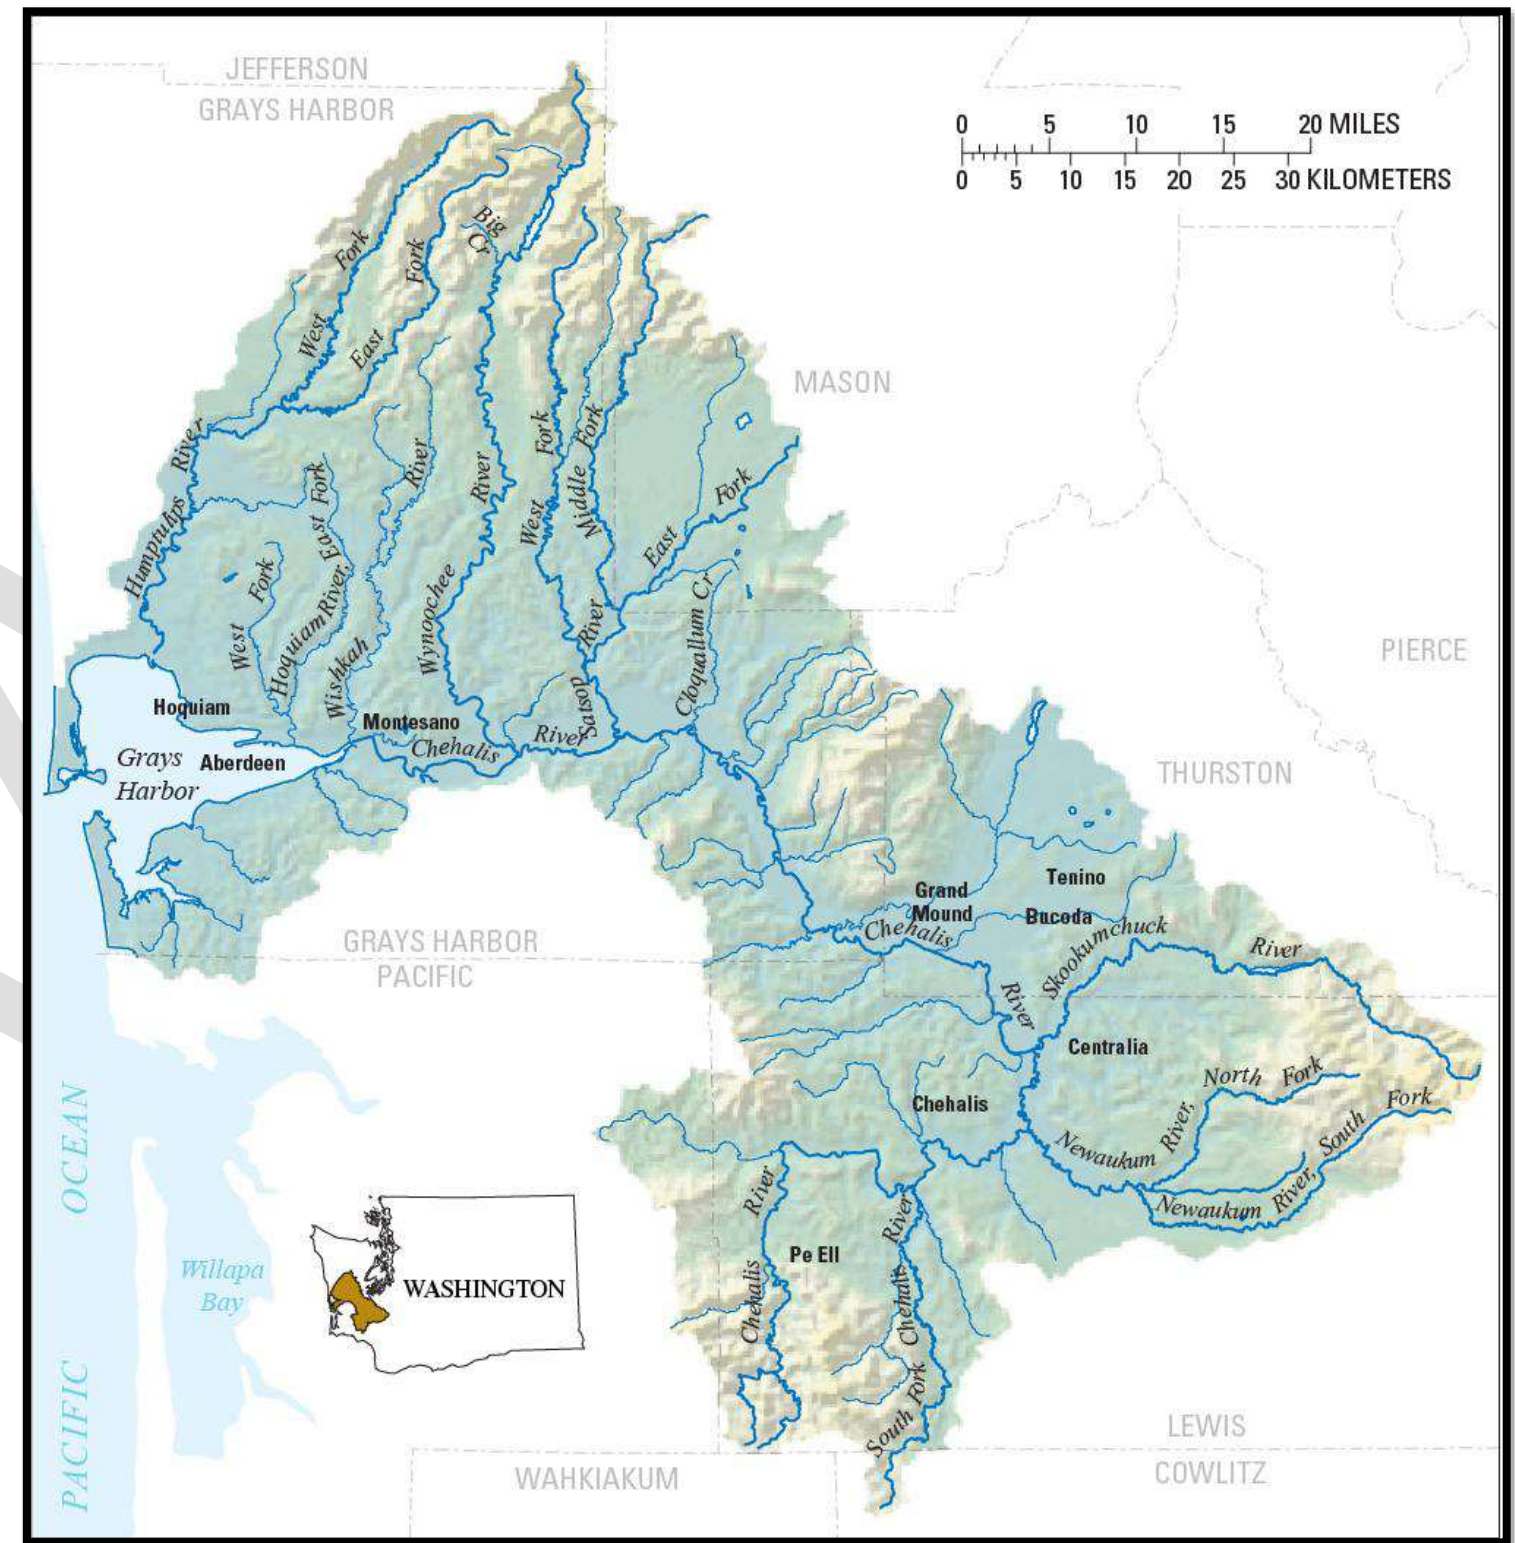 JEFFERSON
GRAYS HARBOR
0 5 10 15 20 MILES
0 5 10 15 20 25 30 KILOMETERS
Big
Cr
West Fork
East Fork
MASON
Humptulips River
West Fork
Hoquiam River, East Fork
Wishkah River
Wynoochee River
West Fork
Middle Fork
East Fork
Satsop River
Cloquallum Cr
PIERCE
Hoquiam
Montesano
Chehalis River
Grays
Harbor
Aberdeen
THURSTON
Tenino
Grand
Mound
Bucoda
Chehalis River
Skookumchuck River
GRAYS HARBOR
PACIFIC
Centralia
Chehalis
North Fork
Newaukum River,
South Fork
Newaukum River,
PACIFIC OCEAN
Willapa
Bay
WASHINGTON
Chehalis River
Pe Ell
South Fork Chehalis River
LEWIS
COWLITZ
WAHKIAKUM